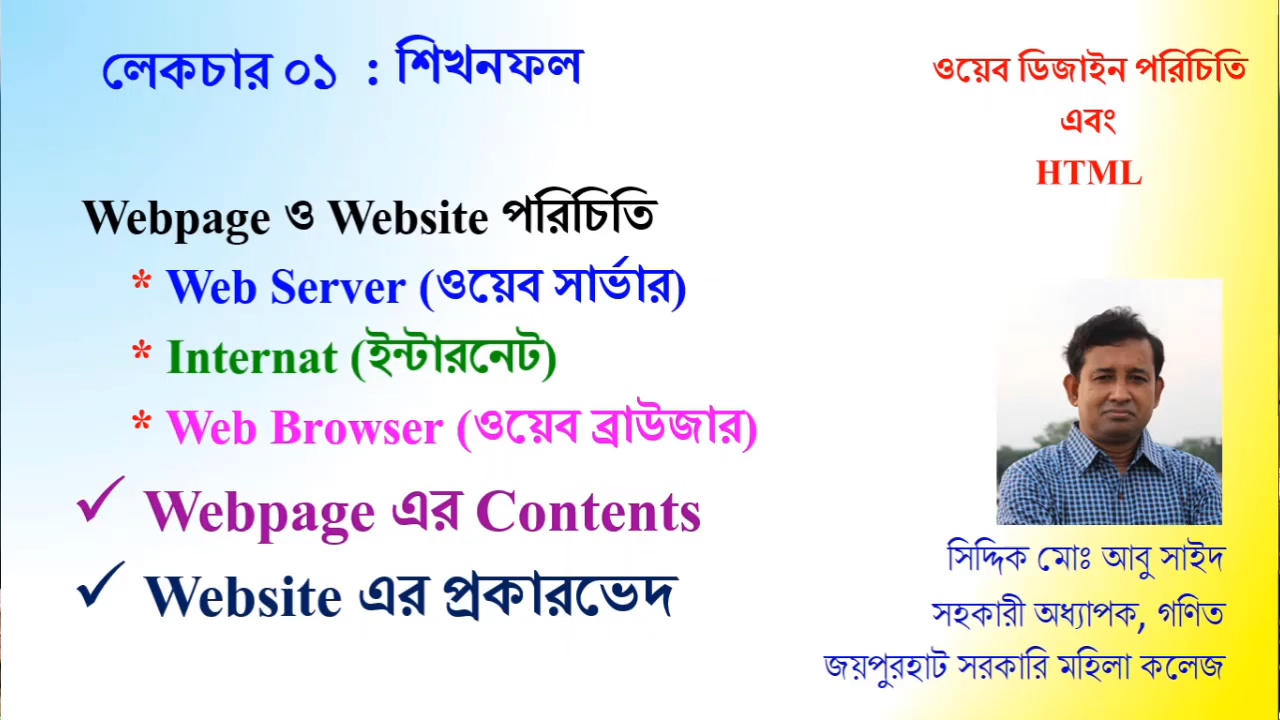 লেকচার ০১ : শিখনফল
ওয়েব ডিজাইন পরিচিতি
এবং
HTML
Webpage ও Website পরিচিতি
* Web Server (ওয়েব সার্ভার)
* Internat (ইন্টারনেট)
* Web Browser (ওয়েব ব্রাউজার)
✓ Webpage এর Contents
✓ Website এর প্রকারভেদ
সিদ্দিক মোঃ আবু সাইদ
সহকারী অধ্যাপক, গণিত
জয়পুরহাট সরকারি মহিলা কলেজ